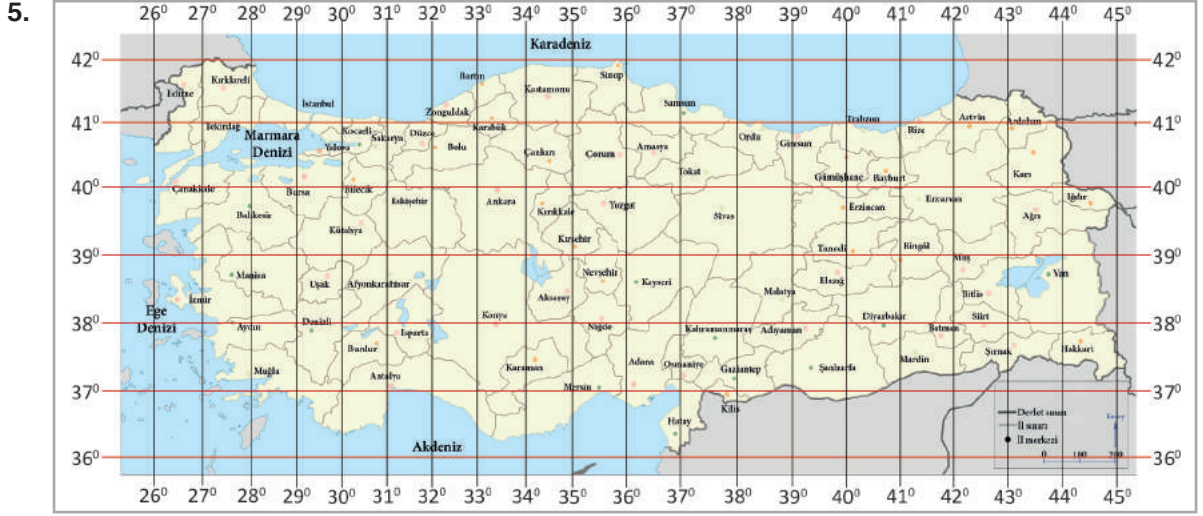 5.
26⁰ 27⁰ 28⁰ 29⁰ 30⁰ 31⁰ 32⁰ 33⁰ 34⁰ 35⁰ 36⁰ 37⁰ 38⁰ 39⁰ 40⁰ 41⁰ 42⁰ 43⁰ 44⁰ 45⁰
Karadeniz
42⁰ 42⁰
Bartın Sinop
Edirne Kırklareli Kastamonu
İstanbul Zonguldak Samsun
41⁰ Trabzon Artvin Ardahan 41⁰
Tekirdağ Kocaeli Sakarya Düzce Karabük Ordu Giresun Rize
Marmara
Denizi
Yalova Bolu Çankırı Çorum Amasya
Tokat Gümüşhane Bayburt Kars
40⁰ Çanakkale Bursa Bilecik 40⁰
Eskişehir Ankara Kırıkkale Yozgat Sivas Erzincan Erzurum Ağrı Iğdır
Balıkesir
Kütahya Kırşehir
Tunceli Bingöl
39⁰ Muş 39⁰
Manisa Uşak Afyonkarahisar Nevşehir Kayseri Elazığ Van
İzmir Aksaray Malatya Bitlis
Ege
Denizi
38⁰ Aydın Denizli Isparta Konya Niğde Kahramanmaraş Adıyaman Diyarbakır Batman Siirt 38⁰
Burdur Şırnak Hakkari
Muğla Antalya Karaman Adana Osmaniye Gaziantep Şanlıurfa Mardin
37⁰ Mersin 37⁰
Kilis
Hatay
Akdeniz
Devlet sınırı
İl sınırı
İl merkezi
0 100 200
36⁰ 36⁰
26⁰ 27⁰ 28⁰ 29⁰ 30⁰ 31⁰ 32⁰ 33⁰ 34⁰ 35⁰ 36⁰ 37⁰ 38⁰ 39⁰ 40⁰ 41⁰ 42⁰ 43⁰ 44⁰ 45⁰